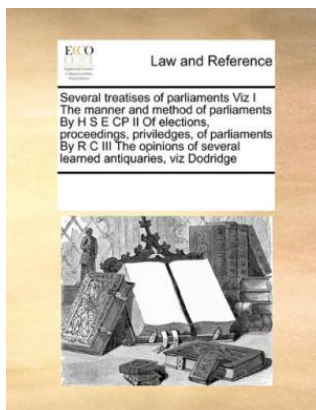 ECCO
Law and Reference
Several treatises of parliaments Viz I
The manner and method of parliaments
By H S E CP II Of elections,
proceedings, priviledges, of parliaments
By R C III The opinions of several
learned antiquaries, viz Dodridge